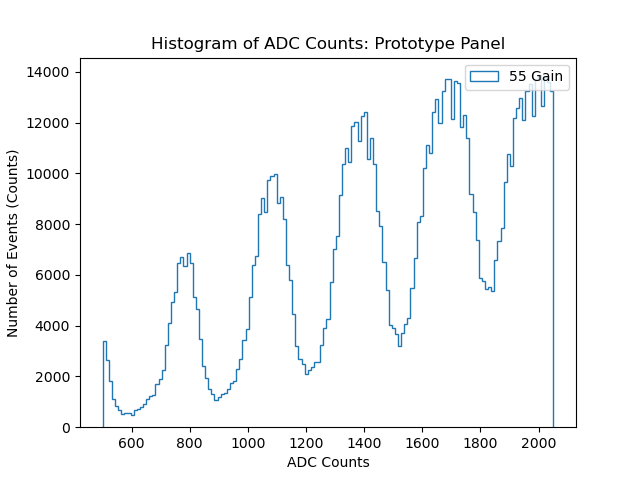 Histogram of ADC Counts: Prototype Panel
55 Gain
14000
12000
10000
8000
6000
4000
2000
0
Number of Events (Counts)
600 800 1000 1200 1400 1600 1800 2000
ADC Counts